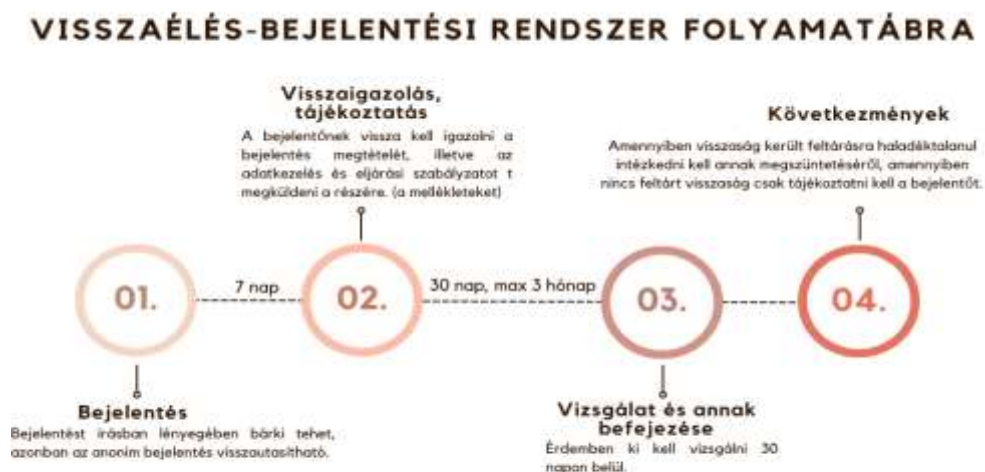 VISSZAÉLÉS-BEJELENTÉSI RENDSZER FOLYAMATÁBRA
Visszaigazolás,
tájékoztatás
A bejelentőnek vissza kell igazolni a
bejelentés megtételét, illetve az
adatkezelés és eljárási szabályzatot t
megküldeni a részére. (a mellékleteket)
Következmények
Amennyiben visszaság került feltárásra haladéktalanul
intézkedni kell annak megszüntetéséről, amennyiben
nincs feltárt visszaság csak tájékoztatni kell a bejelentőt.
01.
7 nap
02.
30 nap, max 3 hónap
03.
04.
Bejelentés
Bejelentést írásban lényegében bárki tehet,
azonban az anonim bejelentés visszautasítható.
Vizsgálat és annak
befejezése
Érdemben ki kell vizsgálni 30
napon belül.